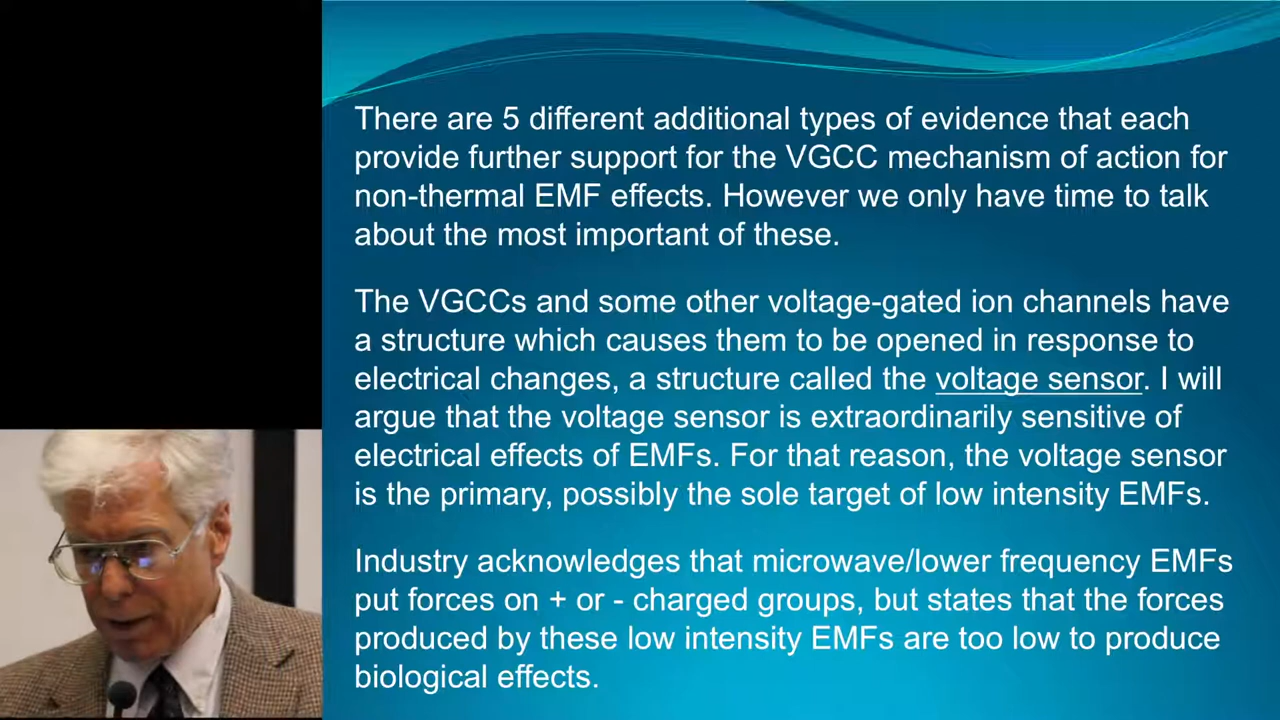 There are 5 different additional types of evidence that each
provide further support for the VGCC mechanism of action for
non-thermal EMF effects. However we only have time to talk
about the most important of these.
The VGCCs and some other voltage-gated ion channels have
a structure which causes them to be opened in response to
electrical changes, a structure called the voltage sensor. I will
argue that the voltage sensor is extraordinarily sensitive of
electrical effects of EMFs. For that reason, the voltage sensor
is the primary, possibly the sole target of low intensity EMFs.
Industry acknowledges that microwave/lower frequency EMFs
put forces on + or - charged groups, but states that the forces
produced by these low intensity EMFs are too low to produce
biological effects.